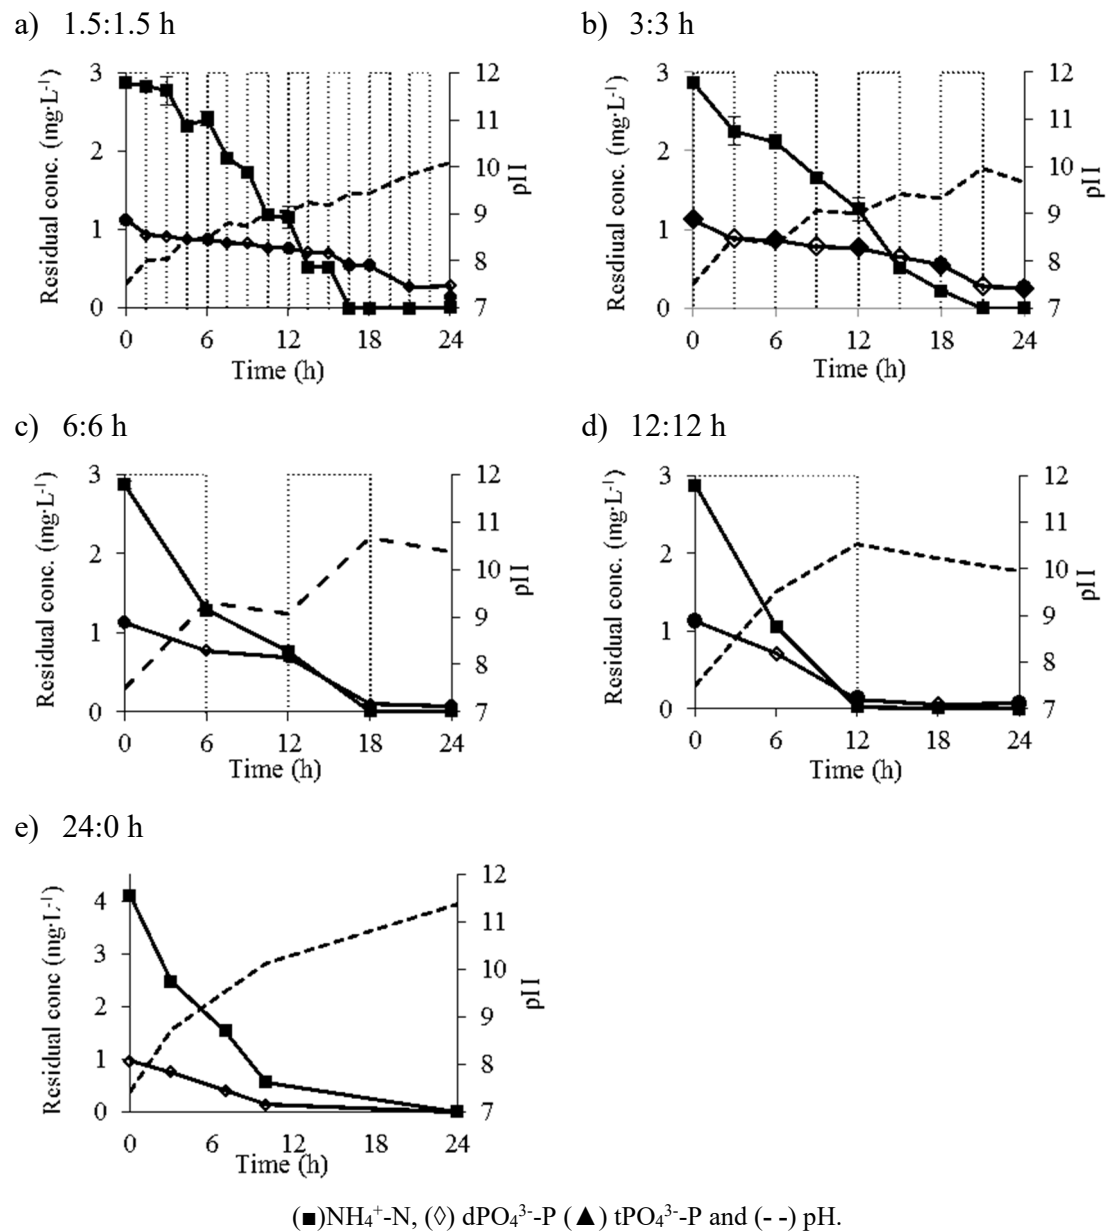 a) 1.5:1.5 h
Residual conc. (mg·L⁻¹)
3
2
1
0
12
11
10
9
8
7
pH
0 6 12 18 24
Time (h)
b) 3:3 h
Resdiual conc. (mg·L⁻¹)
3
2
1
0
12
11
10
9
8
7
pH
0 3 6 9 12 15 18 21 24
Time (h)
c) 6:6 h
Residual conc. (mg·L⁻¹)
3
2
1
0
12
11
10
9
8
7
pH
0 6 12 18 24
Time (h)
d) 12:12 h
Residual conc. (mg·L⁻¹)
3
2
1
0
12
11
10
9
8
7
pH
0 6 12 18 24
Time (h)
e) 24:0 h
Residual conc (mg·L⁻¹)
4
3
2
1
0
12
11
10
9
8
7
pH
0 6 12 18 24
Time (h)
(■)NH₄⁺-N, (◊) dPO₄³⁻-P (▲) tPO₄³⁻-P and (- -) pH.